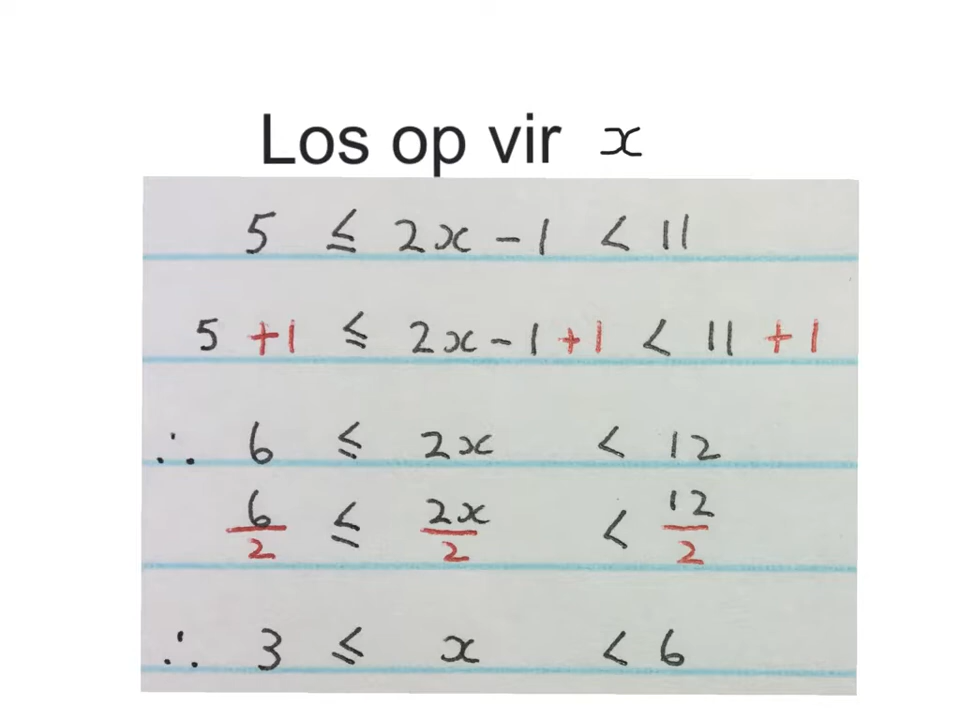 Los op vir x
5 ≤ 2x - 1 < 11
5 +1 ≤ 2x - 1 +1 < 11 +1
∴ 6 ≤ 2x < 12
6/2 ≤ 2x/2 < 12/2
∴ 3 ≤ x < 6